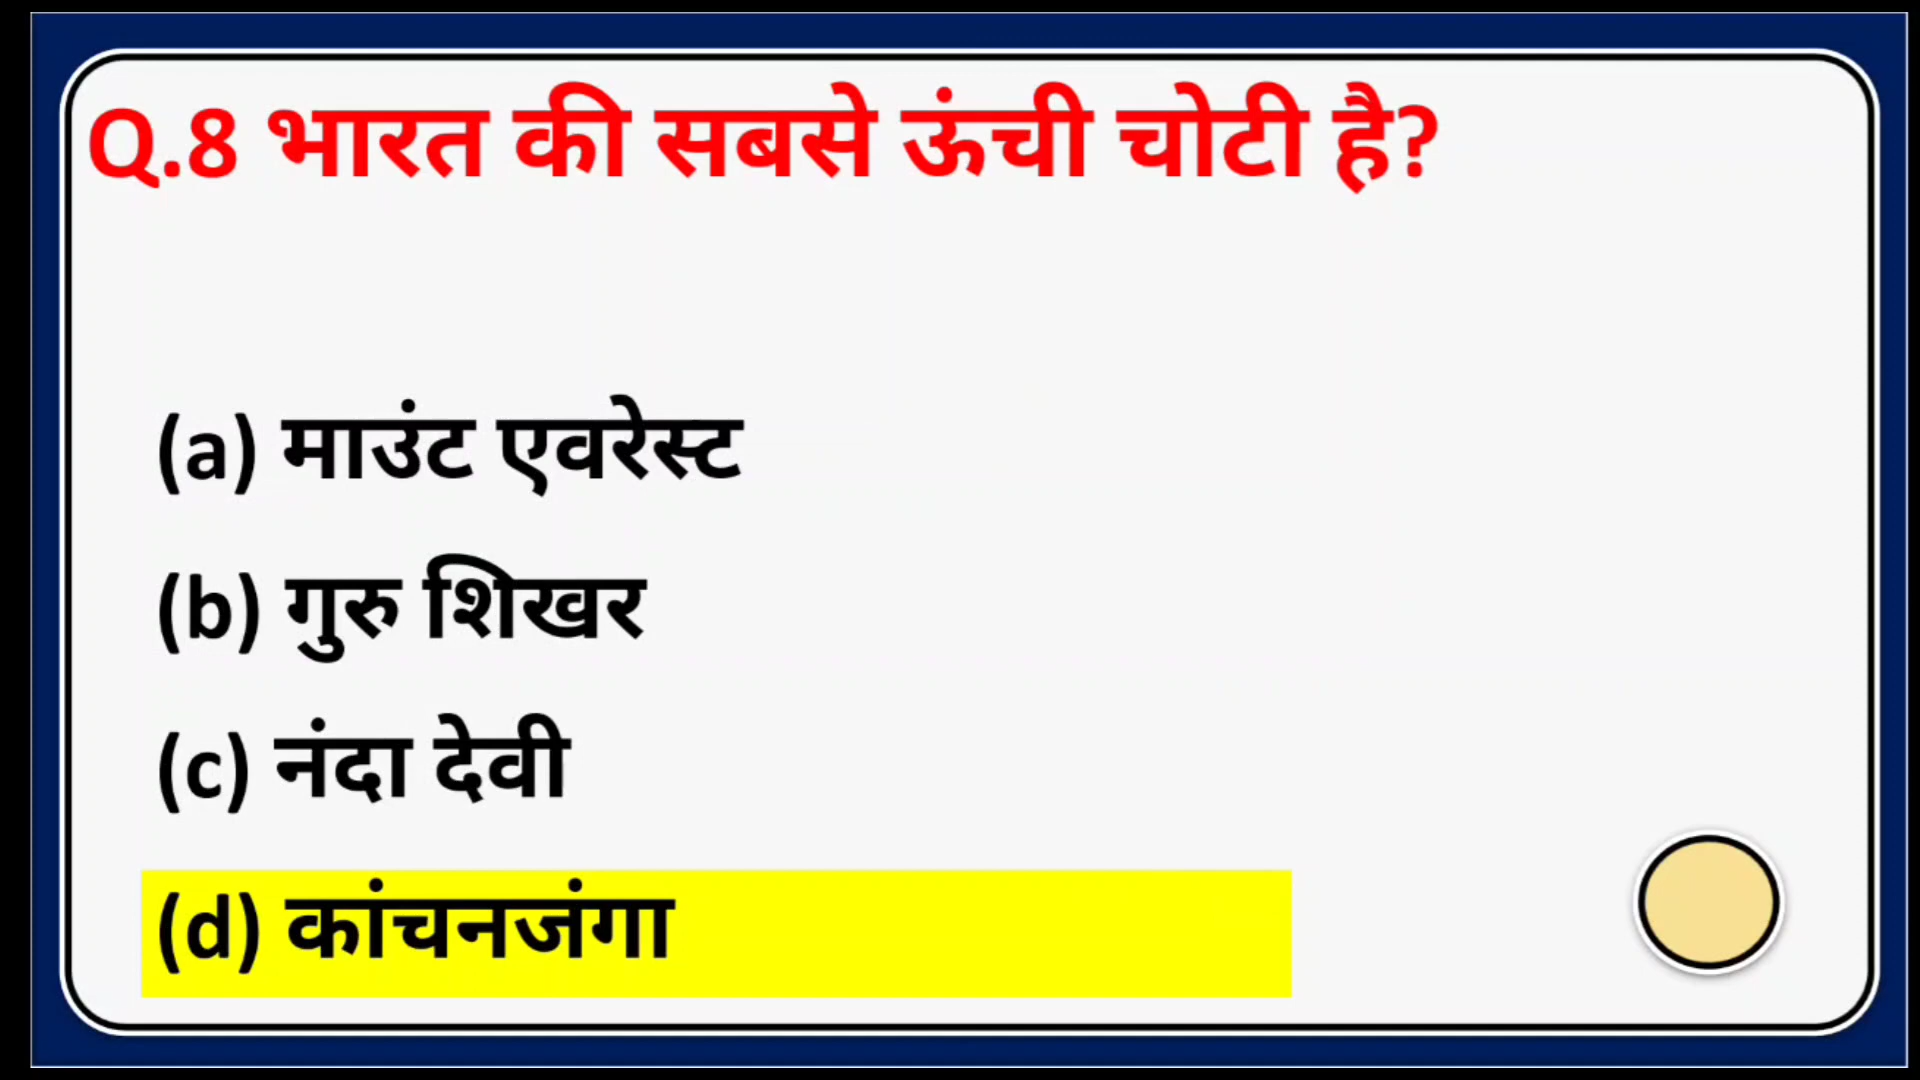 Q.8 भारत की सबसे ऊंची चोटी है?
(a) माउंट एवरेस्ट
(b) गुरु शिखर
(c) नंदा देवी
(d) कांचनजंगा